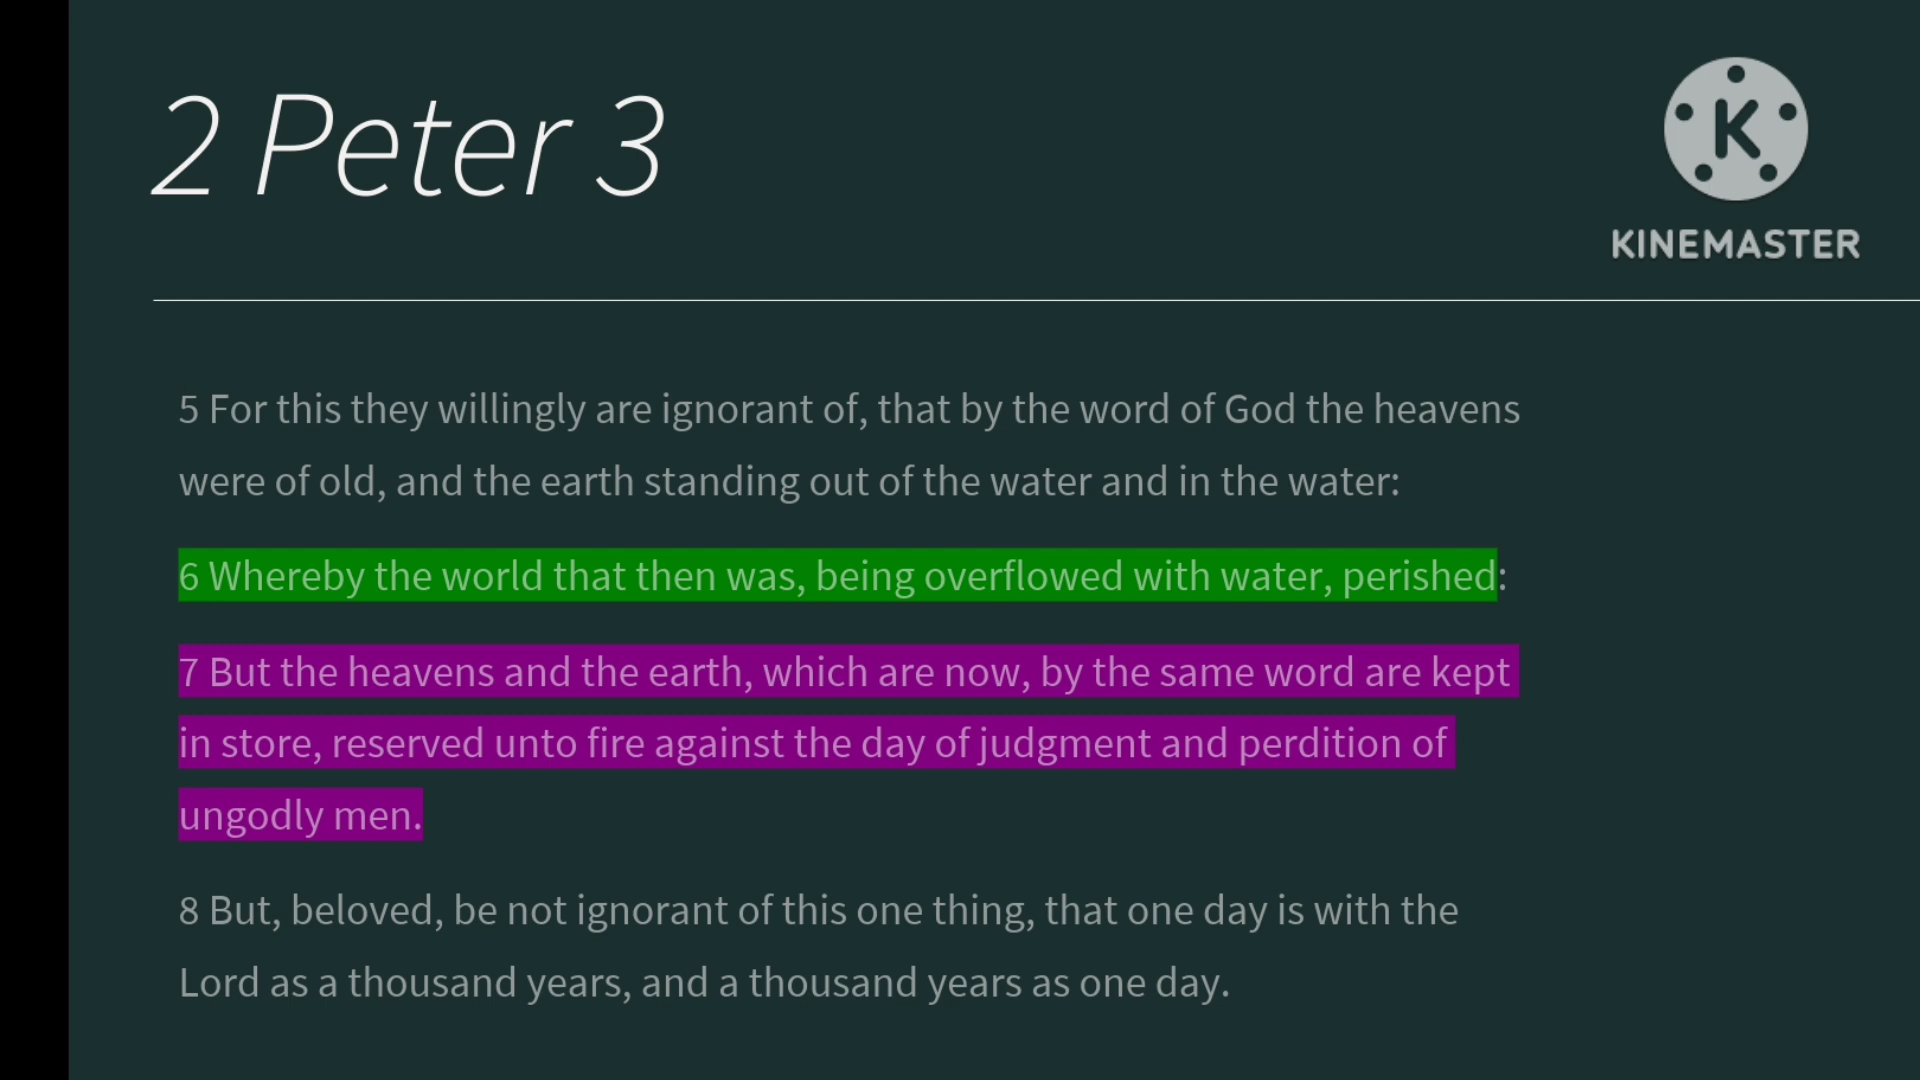 2 Peter 3
KINEMASTER
5 For this they willingly are ignorant of, that by the word of God the heavens
were of old, and the earth standing out of the water and in the water:
6 Whereby the world that then was, being overflowed with water, perished:
7 But the heavens and the earth, which are now, by the same word are kept
in store, reserved unto fire against the day of judgment and perdition of
ungodly men.
8 But, beloved, be not ignorant of this one thing, that one day is with the
Lord as a thousand years, and a thousand years as one day.